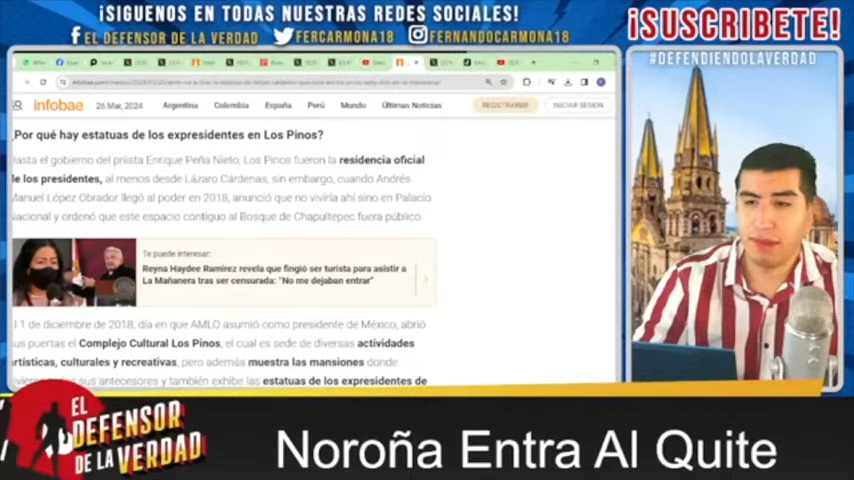 ¡SIGUENOS EN TODAS NUESTRAS REDES SOCIALES!
EL DEFENSOR DE LA VERDAD
FERCARMONA18
FERNANDOCARMONA18
¡SUSCRIBETE!
#DEFENDIENDOLAVERDAD
infobae
26 Mar, 2024
Argentina Colombia España Perú Mundo Últimas Noticias
REGISTRARME
INICIAR SESIÓN
¿Por qué hay estatuas de los expresidentes en Los Pinos?
asta el gobierno del priista Enrique Peña Nieto, Los Pinos fueron la residencia oficial
e los presidentes, al menos desde Lázaro Cárdenas, sin embargo, cuando Andrés
anuel López Obrador llegó al poder en 2018, anunció que no viviría ahí sino en Palacio
acional y ordenó que este espacio contiguo al Bosque de Chapultepec fuera público.
Te puede interesar:
Reyna Haydee Ramírez revela que fingió ser turista para asistir a
La Mañanera tras ser censurada: “No me dejaban entrar”
l 1 de diciembre de 2018, día en que AMLO asumió como presidente de México, abrió
us puertas el Complejo Cultural Los Pinos, el cual es sede de diversas actividades
rtísticas, culturales y recreativas, pero además muestra las mansiones donde
sus antecesores y también exhibe las estatuas de los expresidentes de
EL
DEFENSOR
DE LA VERDAD
Noroña Entra Al Quite